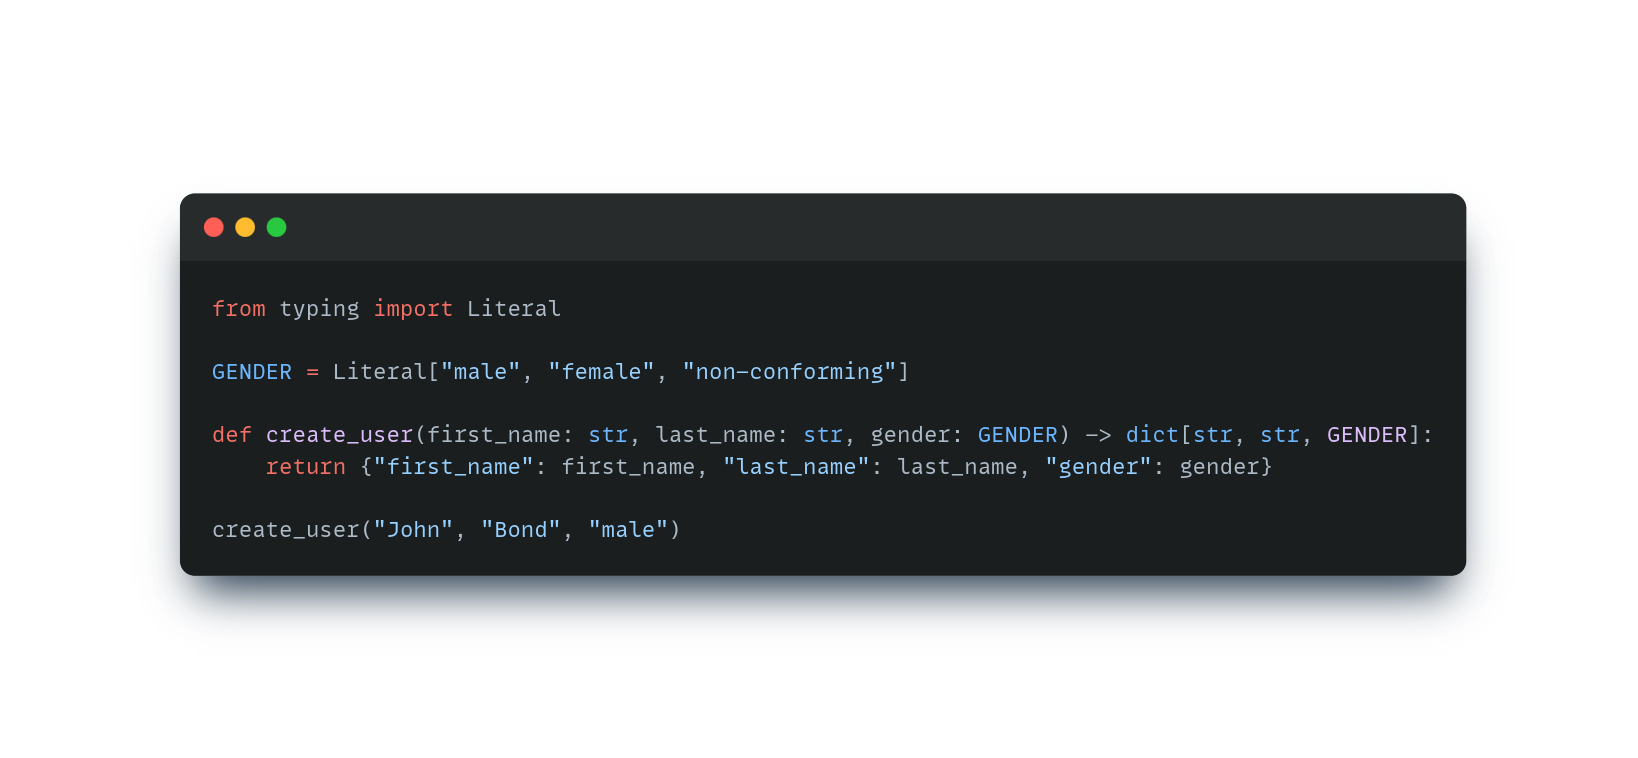 from typing import Literal
GENDER = Literal["male", "female", "non-conforming"]
def create_user(first_name: str, last_name: str, gender: GENDER) -> dict[str, str, GENDER]:
    return {"first_name": first_name, "last_name": last_name, "gender": gender}
create_user("John", "Bond", "male")